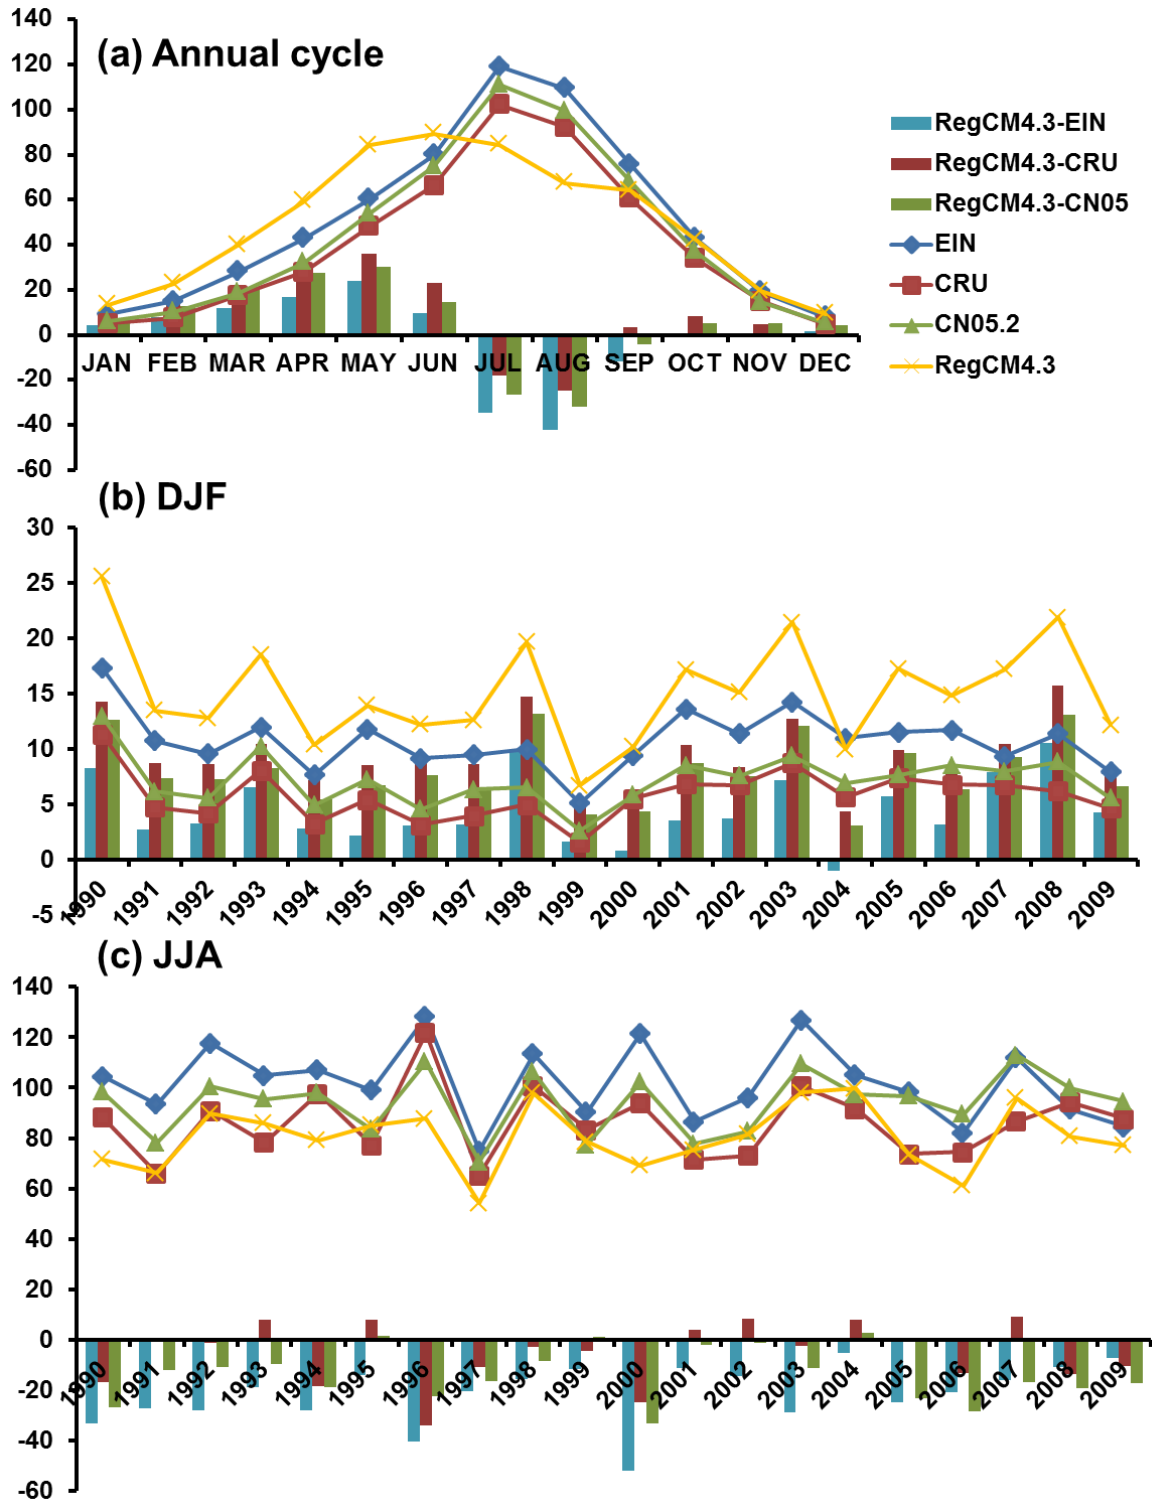 (a) Annual cycle
140
120
100
80
60
40
20
0
-20
-40
-60
JAN FEB MAR APR MAY JUN JUL AUG SEP OCT NOV DEC
RegCM4.3-EIN
RegCM4.3-CRU
RegCM4.3-CN05
EIN
CRU
CN05.2
RegCM4.3
(b) DJF
30
25
20
15
10
5
0
-5
1990 1991 1992 1993 1994 1995 1996 1997 1998 1999 2000 2001 2002 2003 2004 2005 2006 2007 2008 2009
(c) JJA
140
120
100
80
60
40
20
0
-20
-40
-60
1990 1991 1992 1993 1994 1995 1996 1997 1998 1999 2000 2001 2002 2003 2004 2005 2006 2007 2008 2009